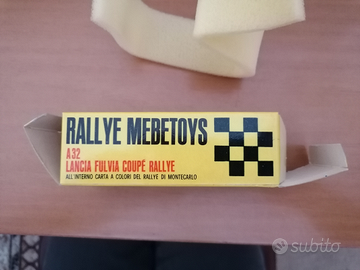 RALLYE MEBETOYS
A32
LANCIA FULVIA COUPÉ RALLYE
ALL'INTERNO CARTA A COLORI DEL RALLYE DI MONTECARLO
subito